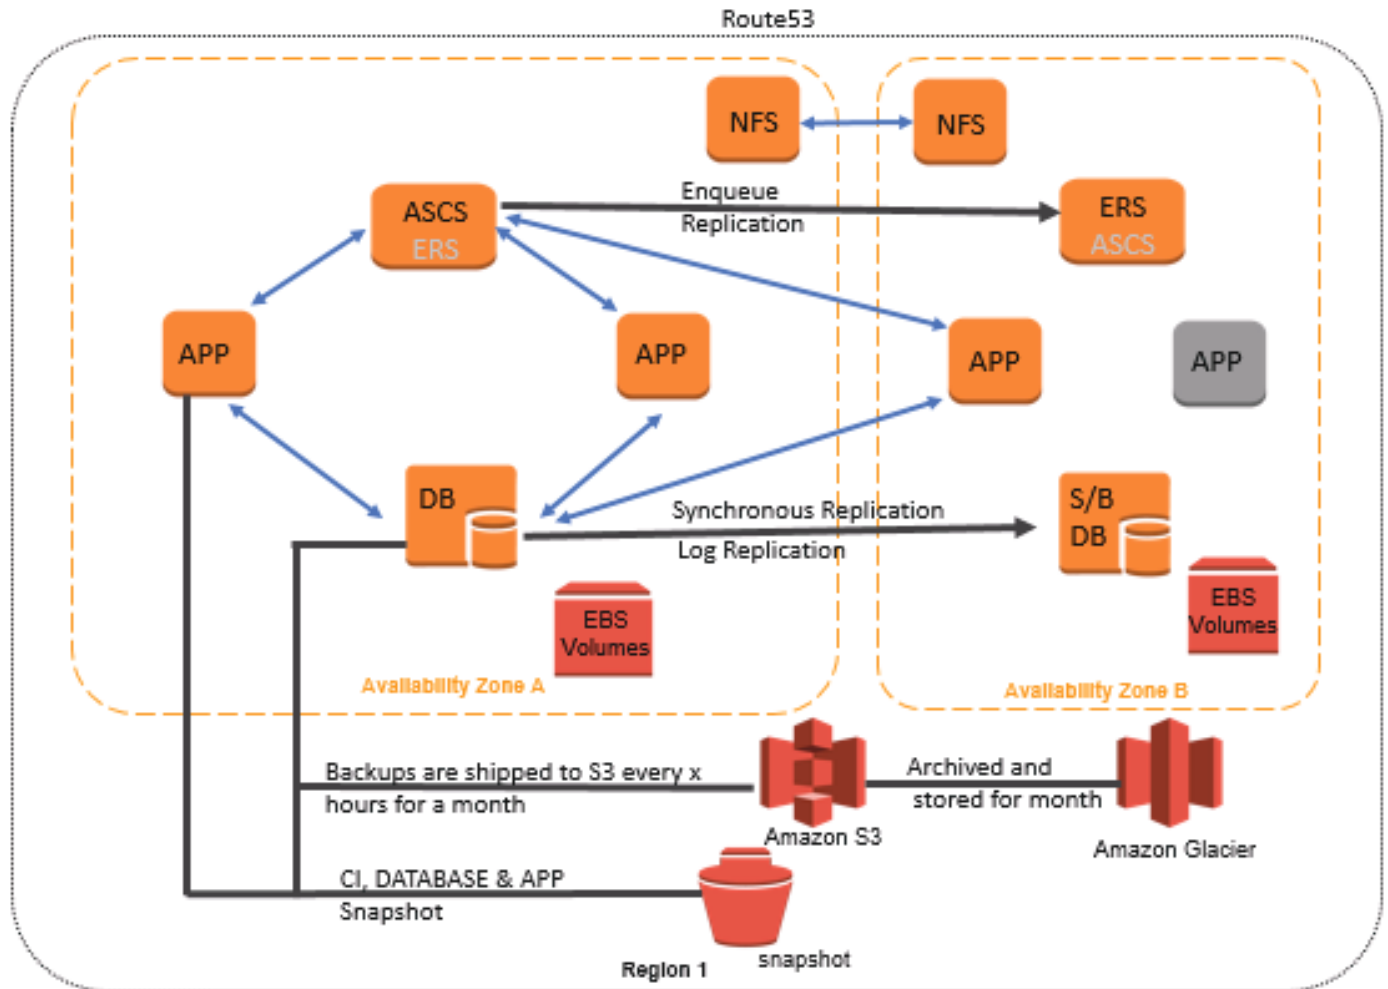 Route53
NFS
NFS
ASCS
ERS
Enqueue
Replication
ERS
ASCS
APP
APP
APP
APP
DB
Synchronous Replication
Log Replication
S/B
DB
EBS
Volumes
EBS
Volumes
Availability Zone A
Availability Zone B
Backups are shipped to S3 every x
hours for a month
Archived and
stored for month
Amazon S3
Amazon Glacier
CI, DATABASE & APP
Snapshot
snapshot
Region 1